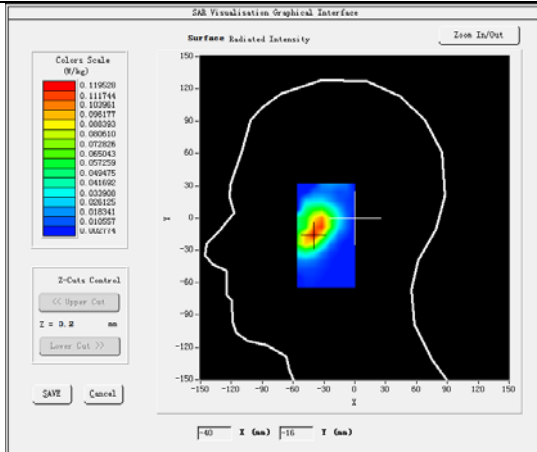 SAR Visualisation Graphical Interface
Surface Radiated Intensity
Zoom In/Out
Colors Scale
(W/kg)
0.119528
0.111744
0.103961
0.096177
0.088393
0.080610
0.072826
0.065043
0.057259
0.049475
0.041692
0.033908
0.026125
0.018341
0.010557
0.002774
150
120
90
60
30
0
-30
-60
-90
-120
-150
Y
-150 -120 -90 -60 -30 0 30 60 90 120 150
X
Z-Cuts Control
<< Upper Cut
Z = 3.2 mm
Lower Cut >>
SAVE Cancel
-40 X (mm) -16 Y (mm)